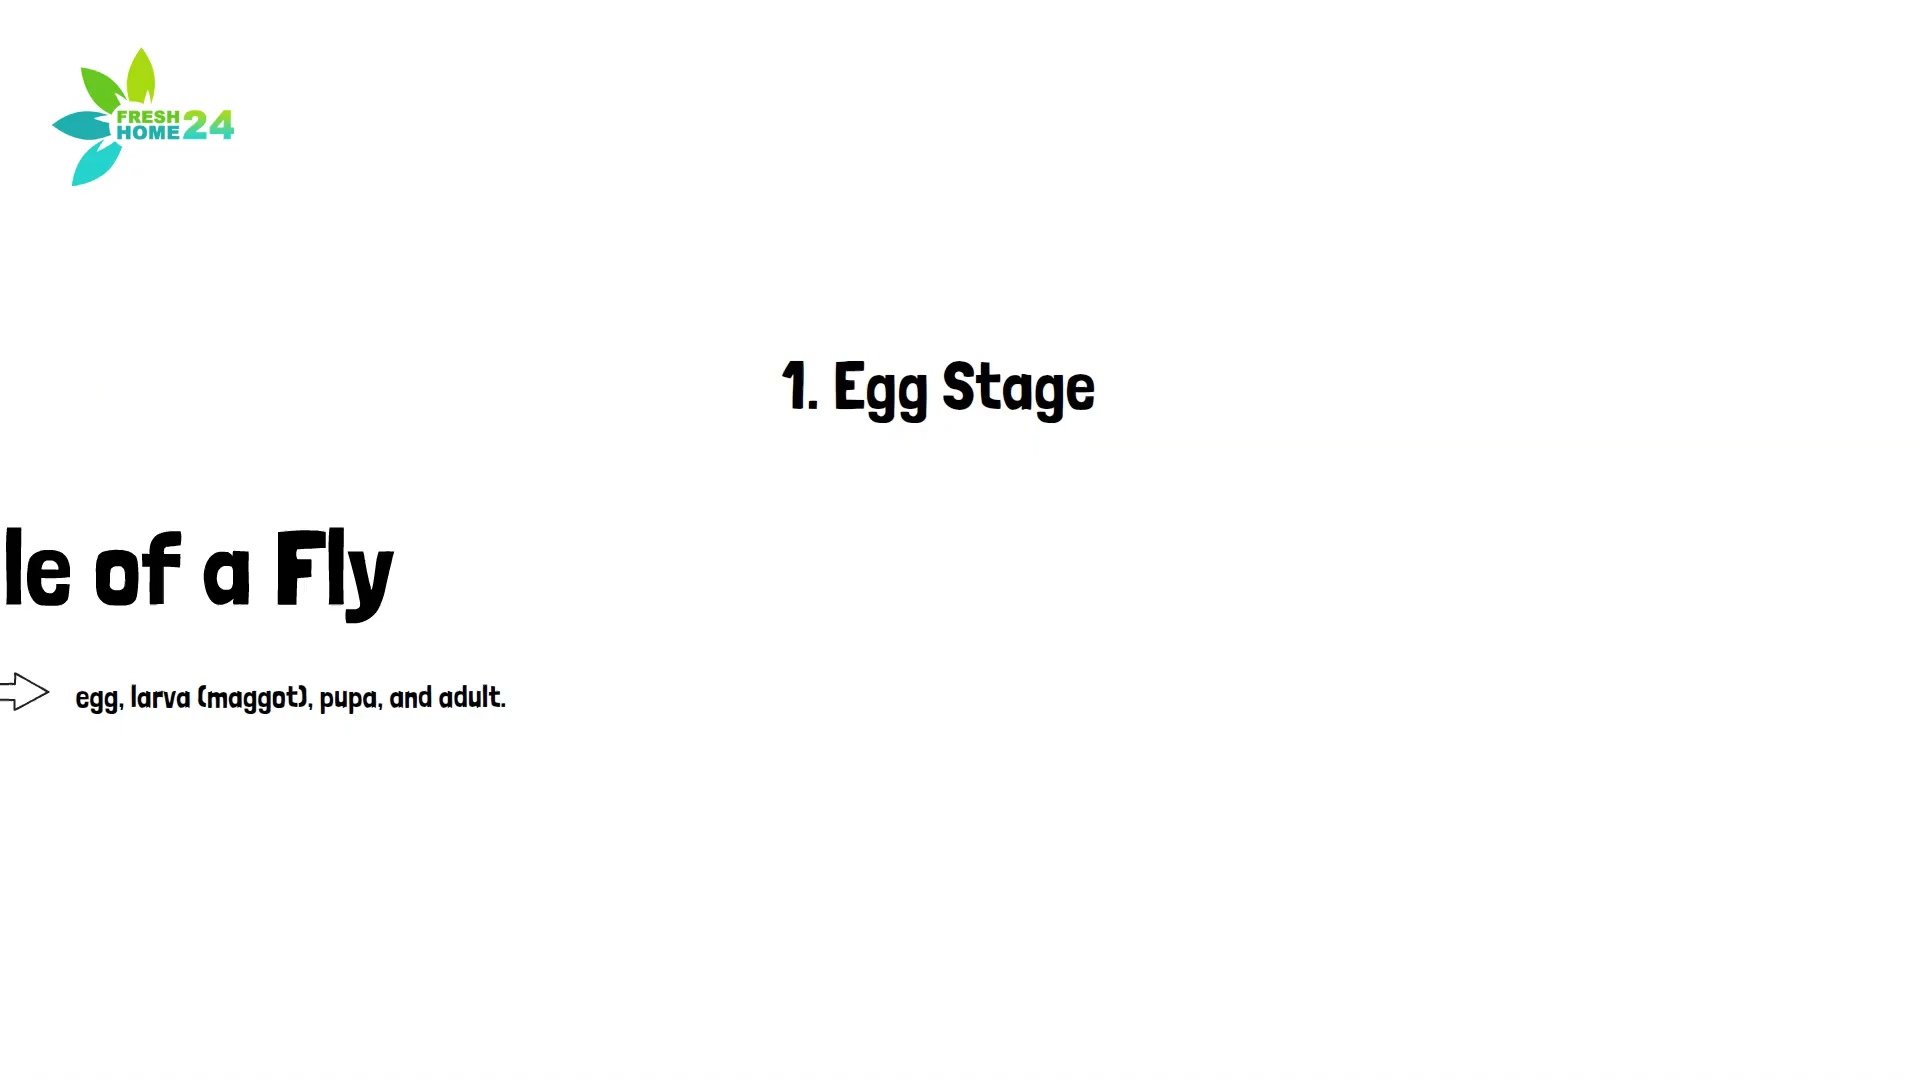 FRESH
HOME 24
1. Egg Stage
le of a Fly
egg, larva (maggot), pupa, and adult.